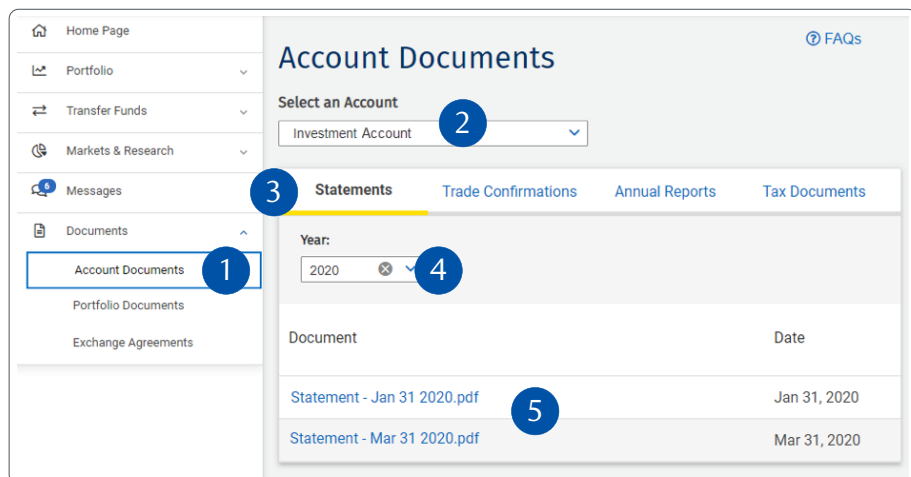 Home Page
Portfolio
Transfer Funds
Markets & Research
6
Messages
Documents
Account Documents
1
Portfolio Documents
Exchange Agreements
? FAQs
Account Documents
Select an Account
Investment Account
2
3
Statements Trade Confirmations Annual Reports Tax Documents
Year:
2020
4
Document Date
Statement - Jan 31 2020.pdf Jan 31, 2020
5
Statement - Mar 31 2020.pdf Mar 31, 2020